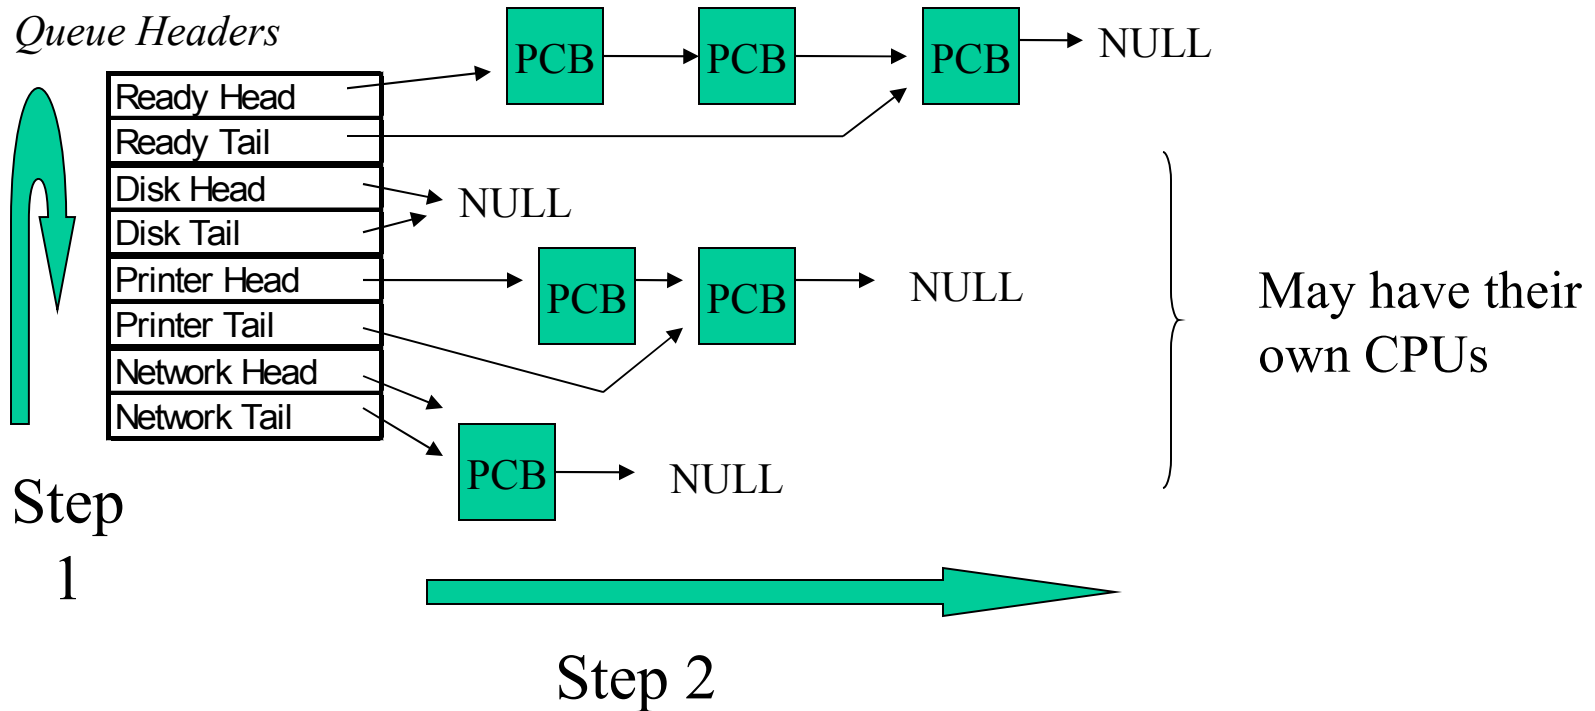 Queue Headers
PCB
PCB
PCB
NULL
Ready Head
Ready Tail
Disk Head
Disk Tail
NULL
Printer Head
Printer Tail
PCB
PCB
NULL
Network Head
Network Tail
PCB
NULL
May have their
own CPUs
Step
1
Step 2